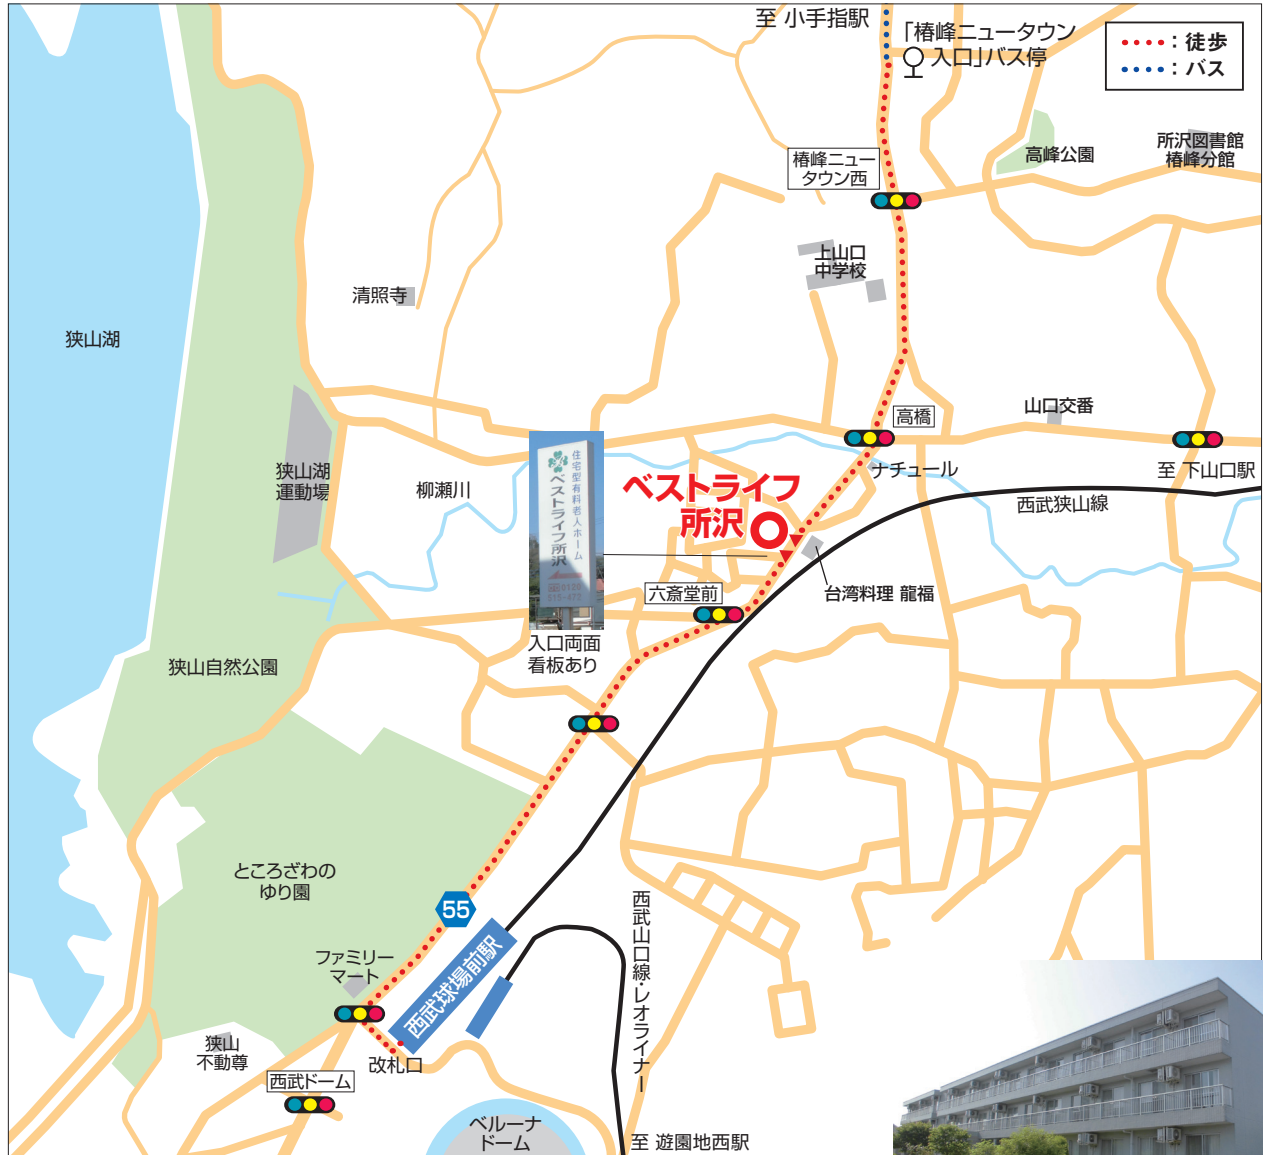 至 小手指駅
「椿峰ニュータウン
入口」バス停
：徒歩
：バス
高峰公園
所沢図書館
椿峰分館
椿峰ニュー
タウン西
上山口
中学校
清照寺
狭山湖
高橋
山口交番
ナチュール
至 下山口駅
西武狭山線
狭山湖
運動場
柳瀬川
住宅型有料老人ホーム
ベストライフ所沢
0120
515-472
ベストライフ
所沢
台湾料理 龍福
六斎堂前
入口両面
看板あり
狭山自然公園
ところざわの
ゆり園
55
ファミリー
マート
西武球場前駅
西武山口線・レオライナー
狭山
不動尊
改札口
西武ドーム
ベルーナ
ドーム
至 遊園地西駅